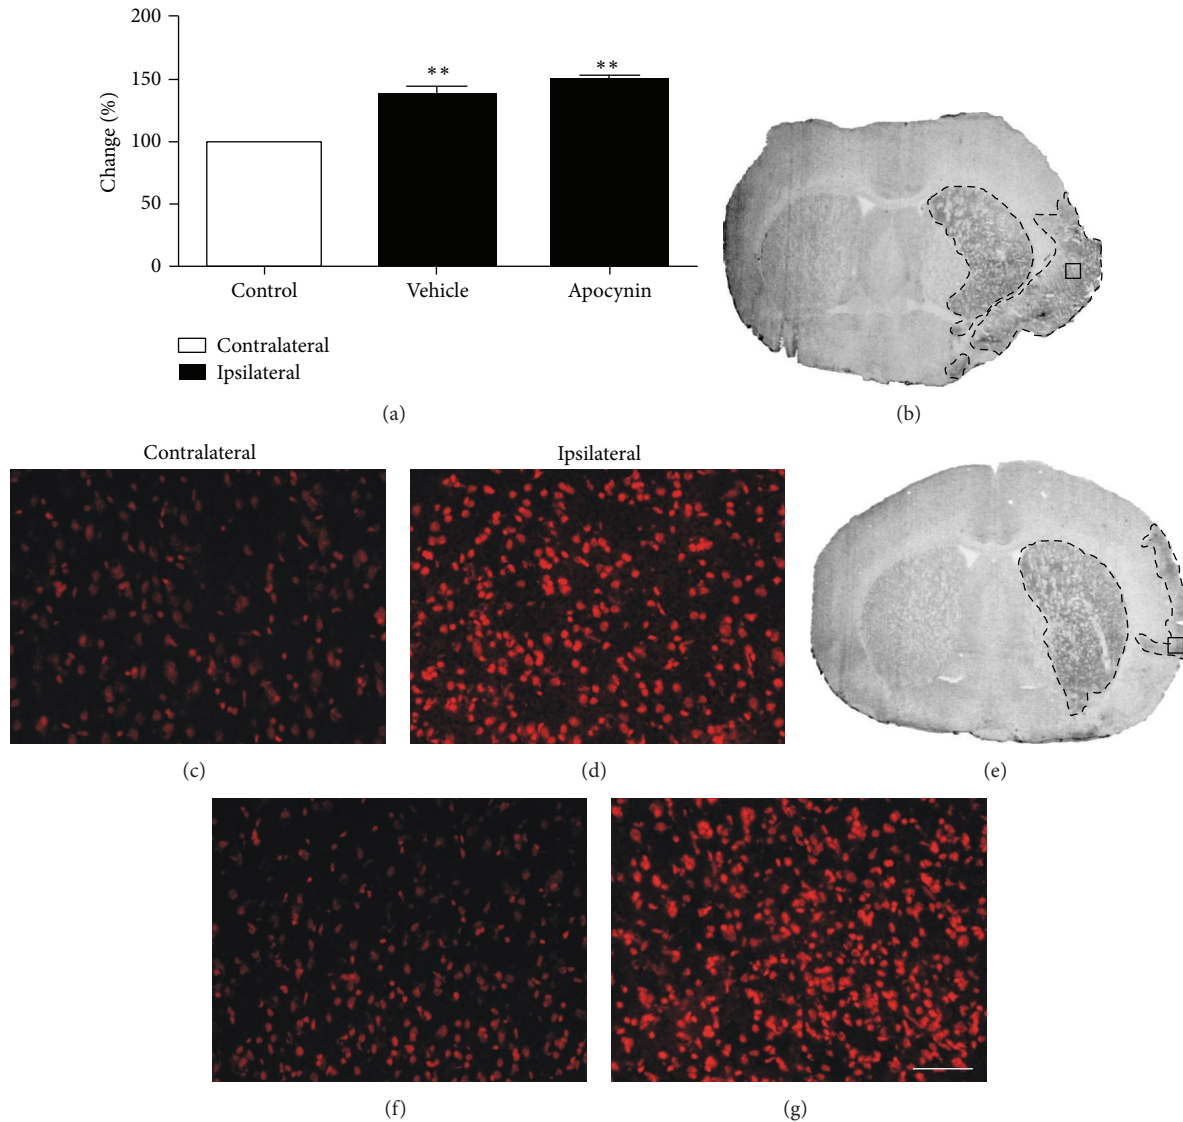 200
150
100
50
0
Change (%)
**
**
Control
Vehicle
Apocynin
Contralateral
Ipsilateral
(a)
(b)
Contralateral
Ipsilateral
(c)
(d)
(e)
(f)
(g)